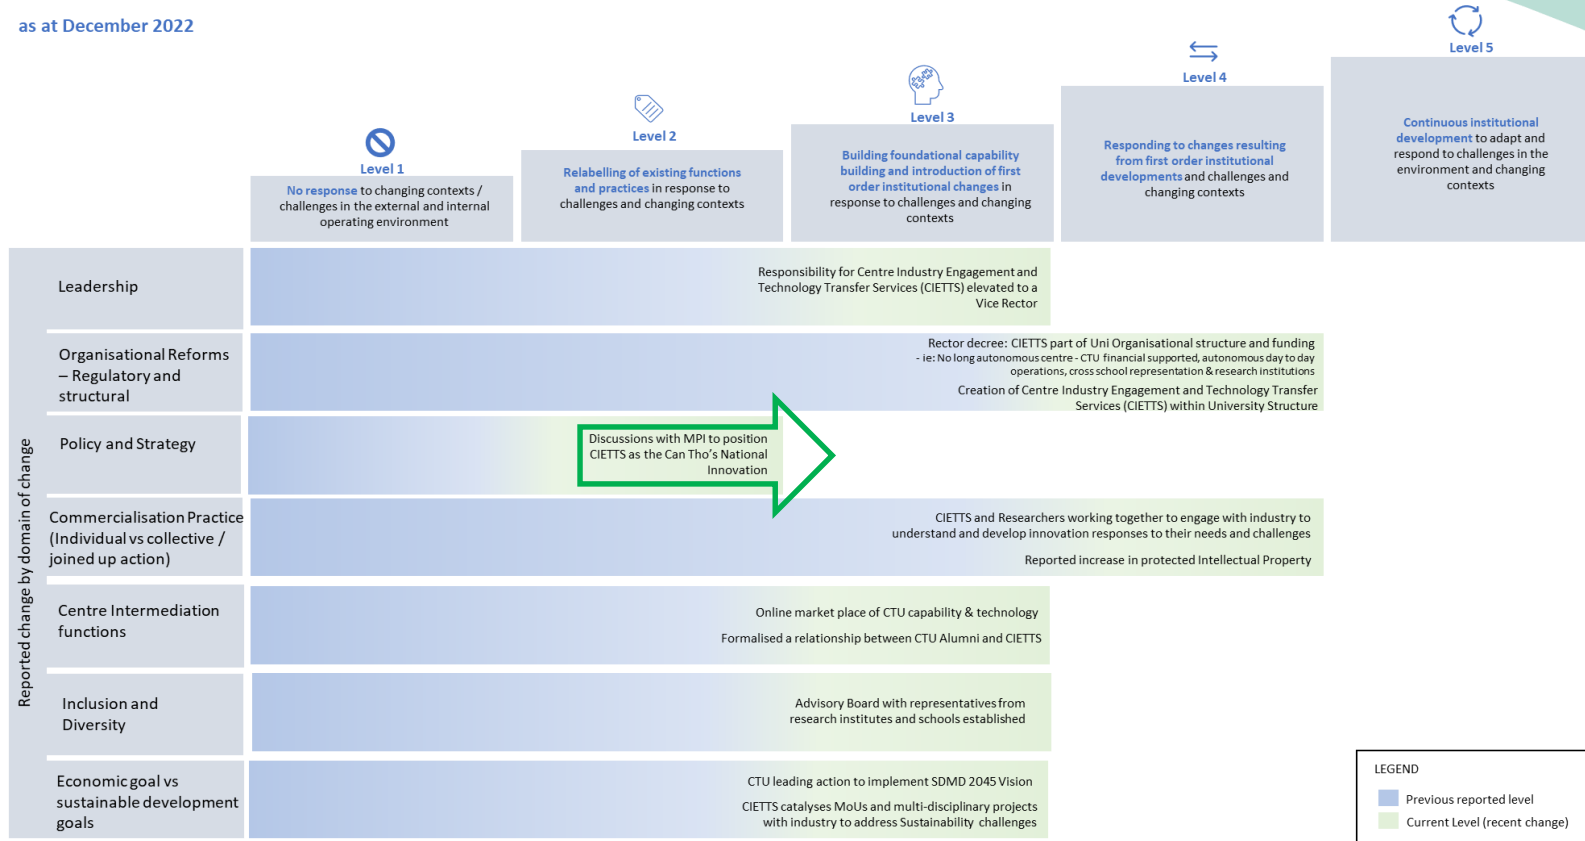 as at December 2022
Level 1
No response to changing contexts /
challenges in the external and internal
operating environment
Level 2
Relabelling of existing functions
and practices in response to
challenges and changing contexts
Level 3
Building foundational capability
building and introduction of first
order institutional changes in
response to challenges and changing
contexts
Level 4
Responding to changes resulting
from first order institutional
developments and challenges and
changing contexts
Level 5
Continuous institutional
development to adapt and
respond to challenges in the
environment and changing
contexts
Reported change by domain of change
Leadership
Responsibility for Centre Industry Engagement and
Technology Transfer Services (CIETTS) elevated to a
Vice Rector
Organisational Reforms
– Regulatory and
structural
Rector decree: CIETTS part of Uni Organisational structure and funding
- ie: No long autonomous centre - CTU financial supported, autonomous day to day
operations, cross school representation & research institutions
Creation of Centre Industry Engagement and Technology Transfer
Services (CIETTS) within University Structure
Policy and Strategy
Discussions with MPI to position
CIETTS as the Can Tho's National
Innovation
Commercialisation Practice
(Individual vs collective /
joined up action)
CIETTS and Researchers working together to engage with industry to
understand and develop innovation responses to their needs and challenges
Reported increase in protected Intellectual Property
Centre Intermediation
functions
Online market place of CTU capability & technology
Formalised a relationship between CTU Alumni and CIETTS
Inclusion and
Diversity
Advisory Board with representatives from
research institutes and schools established
Economic goal vs
sustainable development
goals
CTU leading action to implement SDMD 2045 Vision
CIETTS catalyses MoUs and multi-disciplinary projects
with industry to address Sustainability challenges
LEGEND
Previous reported level
Current Level (recent change)